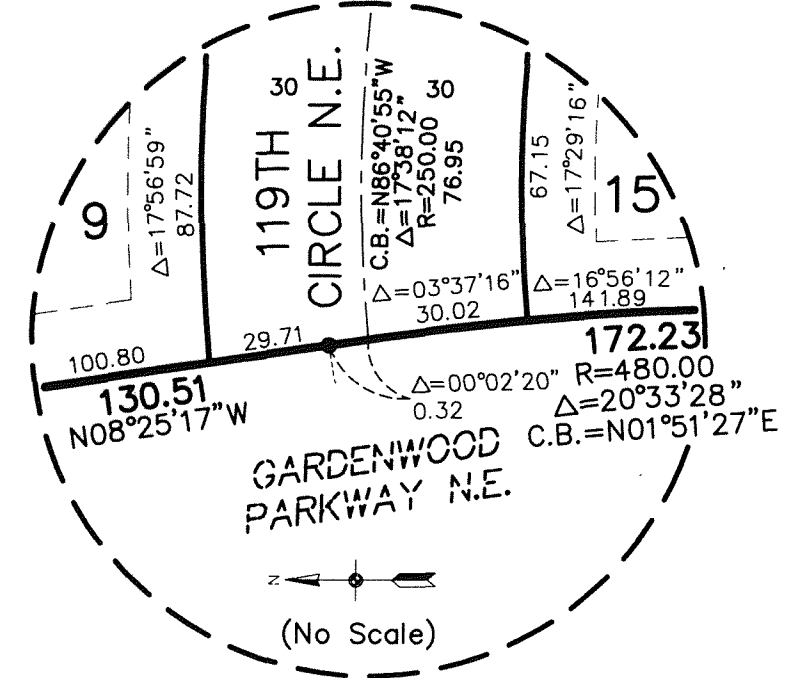 30
30
119TH
CIRCLE N.E.
C.B.=N86°40'55"W
Δ=17°38'12"
R=250.00
76.95
9
Δ=17°56'59"
87.72
67.15
Δ=17°29'16"
15
Δ=03°37'16"
30.02
Δ=16°56'12"
141.89
100.80
29.71
130.51
N08°25'17"W
Δ=00°02'20"
0.32
172.23
R=480.00
Δ=20°33'28"
C.B.=N01°51'27"E
GARDENWOOD
PARKWAY N.E.
N
(No Scale)